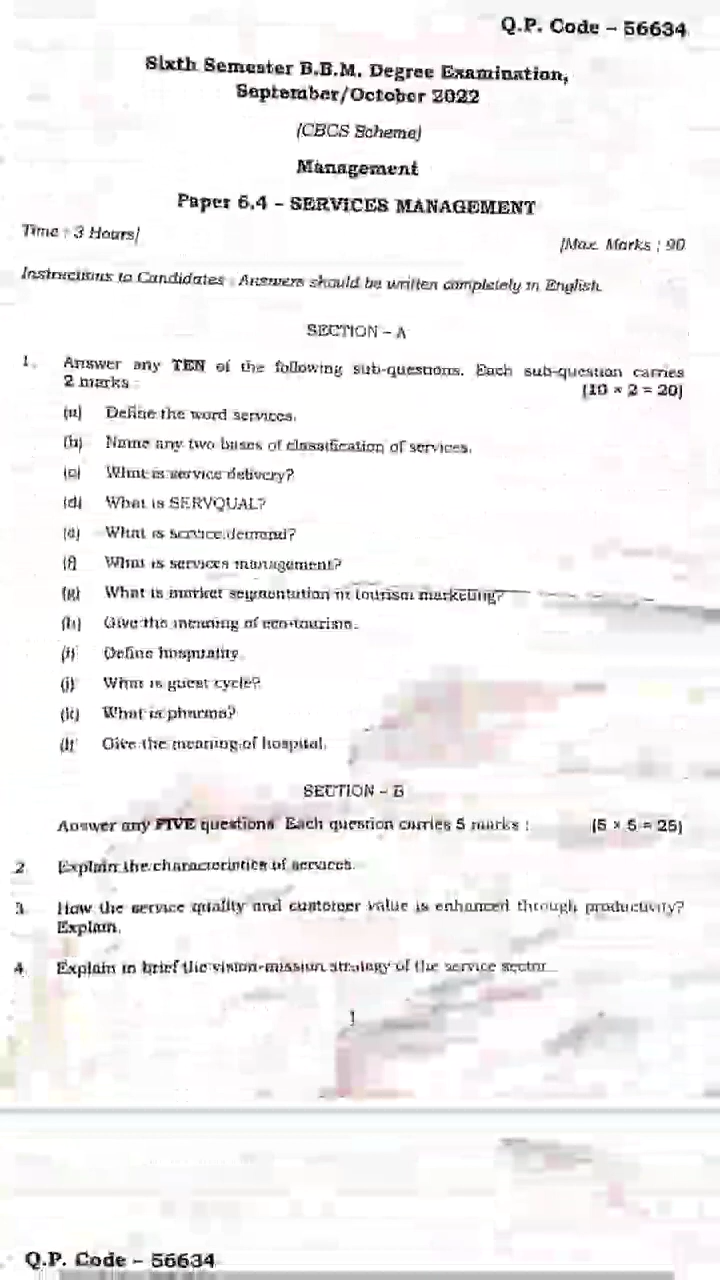 Q.P. Code – 56634
Sixth Semester B.B.M. Degree Examination,
September/October 2022
(CBCS Scheme)
Management
Paper 6.4 – SERVICES MANAGEMENT
Time : 3 Hours]
[Max. Marks : 90
Instructions to Candidates : Answers should be written completely in English.
SECTION – A
1. Answer any TEN of the following sub-questions. Each sub-question carries
2 marks :
(10 × 2 = 20)
(a) Define the word services.
(b) Name any two bases of classification of services.
(c) What is service delivery?
(d) What is SERVQUAL?
(e) What is service demand?
(f) What is services management?
(g) What is market segmentation in tourism marketing?
(h) Give the meaning of eco-tourism.
(i) Define hospitality.
(j) What is guest cycle?
(k) What is pharma?
(l) Give the meaning of hospital.
SECTION – B
Answer any FIVE questions. Each question carries 5 marks : (5 × 5 = 25)
2. Explain the characteristics of services.
3. How the service quality and customer value is enhanced through productivity?
Explain.
4. Explain in brief the vision-mission strategy of the service sector.
1
Q.P. Code – 56634